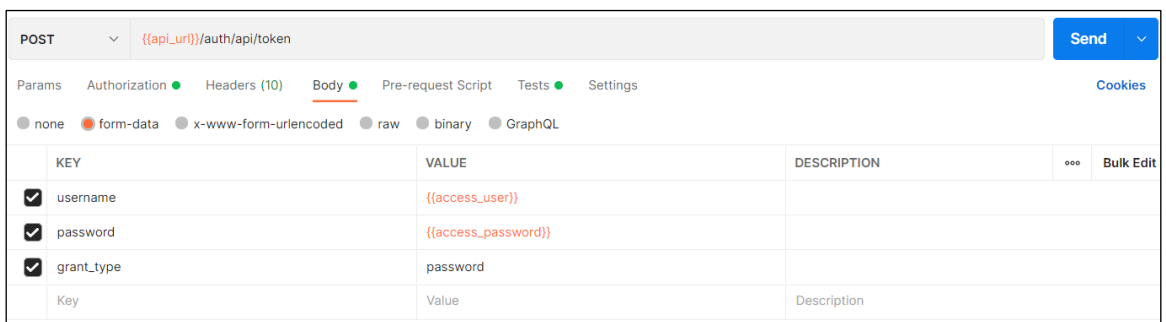 POST {{api_url}}/auth/api/token Send
Params Authorization Headers (10) Body Pre-request Script Tests Settings Cookies
none form-data x-www-form-urlencoded raw binary GraphQL
KEY VALUE DESCRIPTION ooo Bulk Edit
username {{access_user}}
password {{access_password}}
grant_type password
Key Value Description